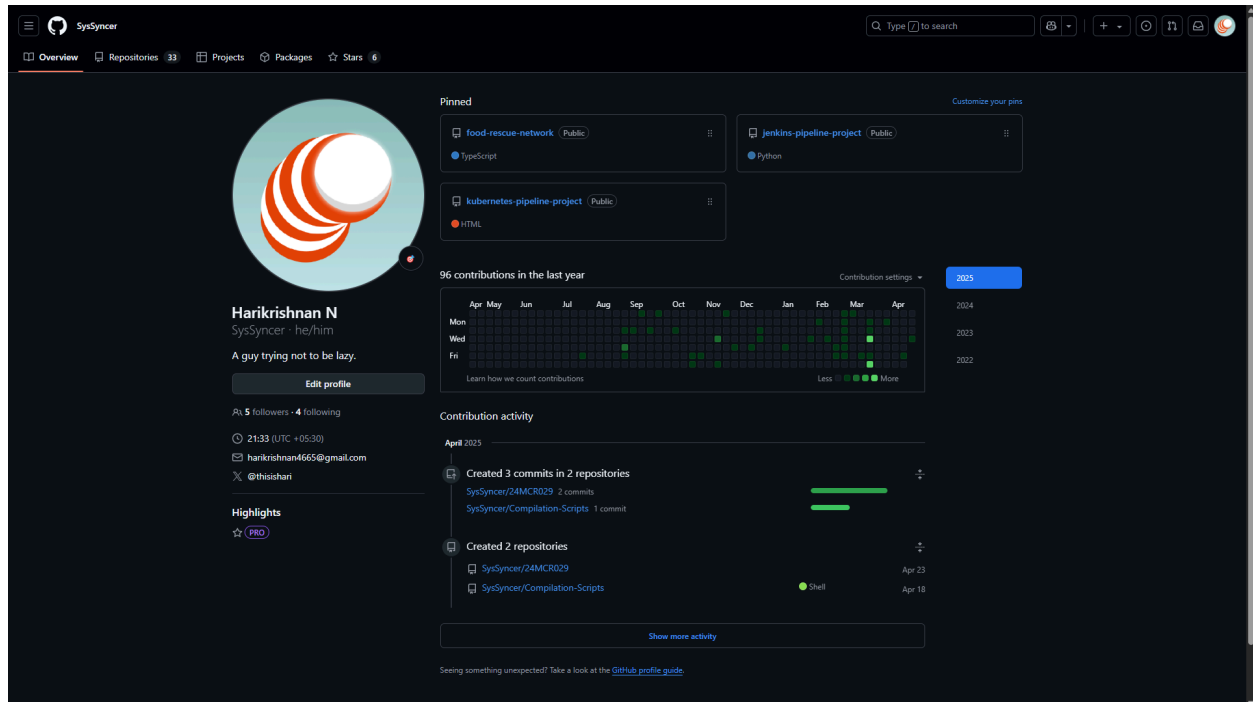 SysSyncer
Type / to search
Overview
Repositories 33
Projects
Packages
Stars 6
Harikrishnan N
SysSyncer · he/him
A guy trying not to be lazy.
Edit profile
5 followers · 4 following
21:33 (UTC +05:30)
harikrishnan4665@gmail.com
@thisishari
Highlights
PRO
Pinned
Customize your pins
food-rescue-network Public
TypeScript
jenkins-pipeline-project Public
Python
kubernetes-pipeline-project Public
HTML
96 contributions in the last year
Contribution settings
Apr May Jun Jul Aug Sep Oct Nov Dec Jan Feb Mar Apr
Mon
Wed
Fri
Learn how we count contributions
Less More
2025
2024
2023
2022
Contribution activity
April 2025
Created 3 commits in 2 repositories
SysSyncer/24MCR029 2 commits
SysSyncer/Compilation-Scripts 1 commit
Created 2 repositories
SysSyncer/24MCR029 Apr 23
SysSyncer/Compilation-Scripts Shell Apr 18
Show more activity
Seeing something unexpected? Take a look at the GitHub profile guide.